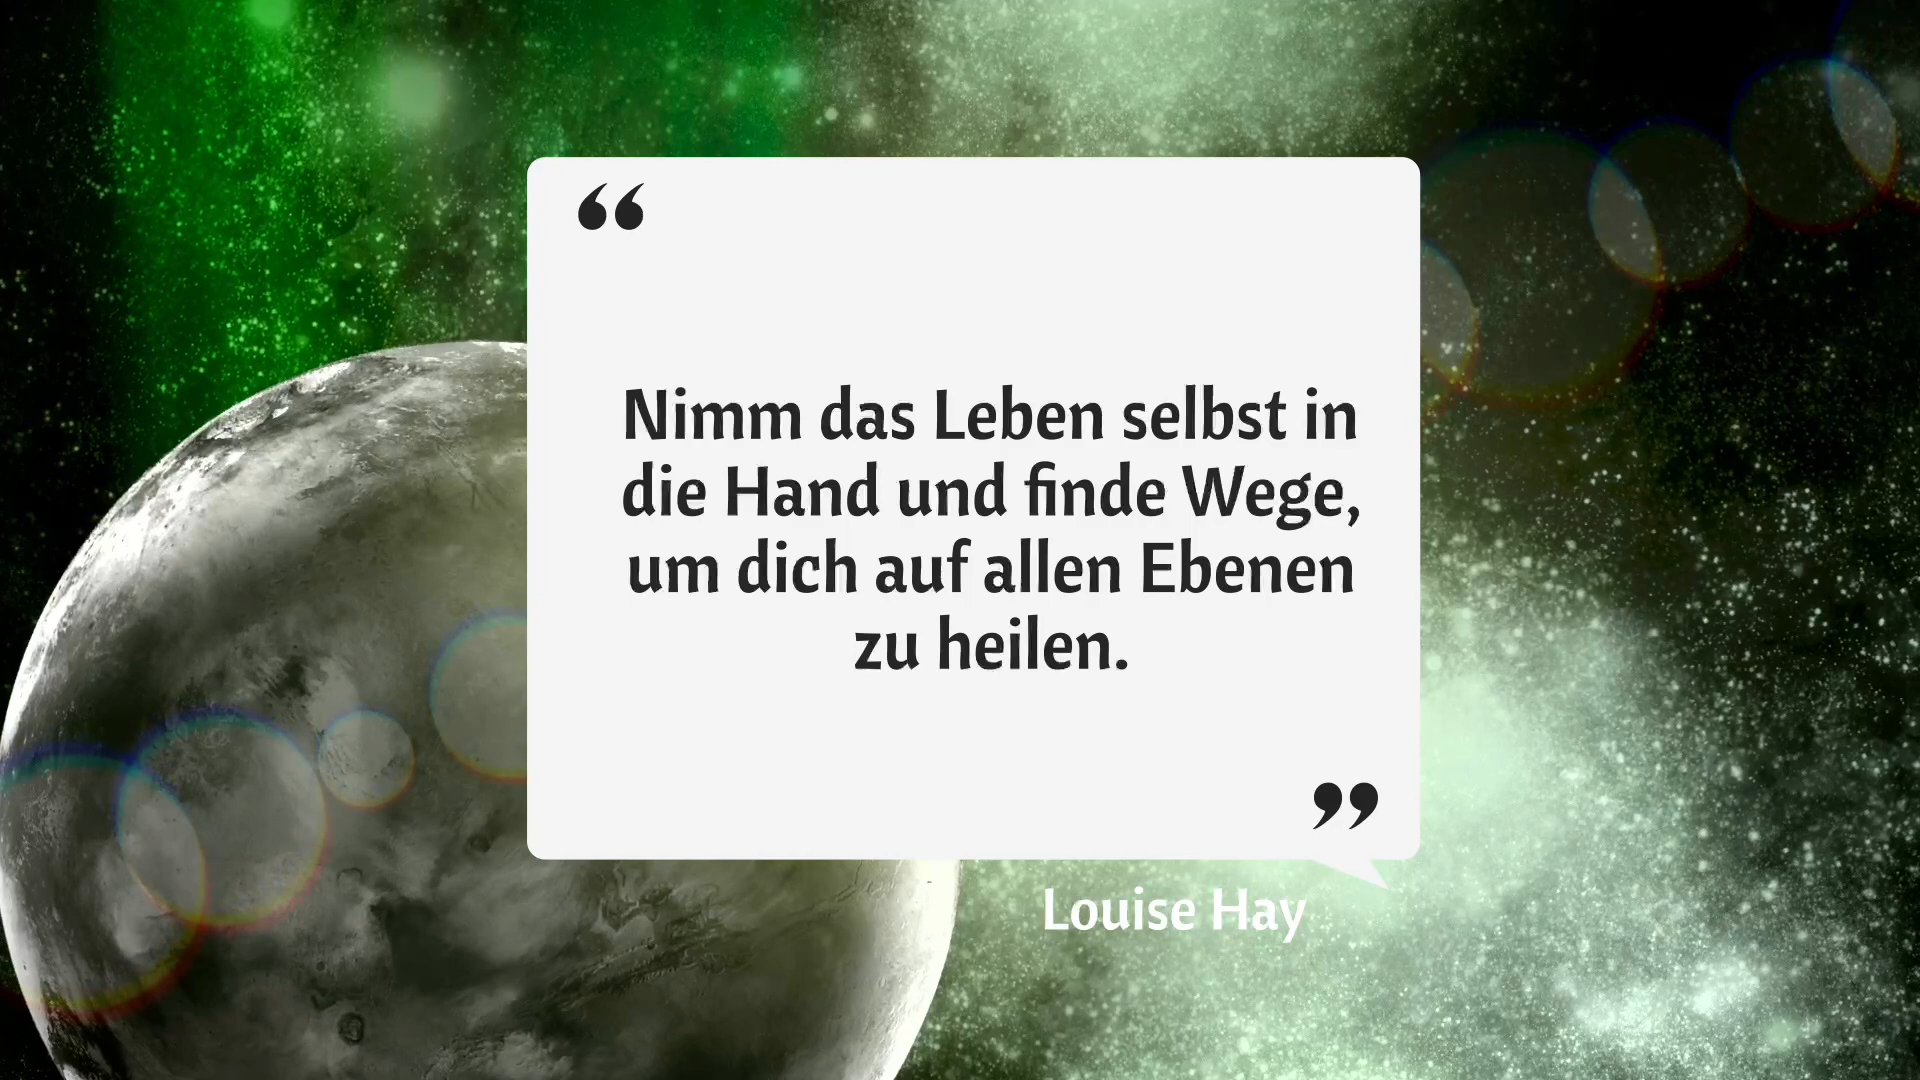 “
Nimm das Leben selbst in
die Hand und finde Wege,
um dich auf allen Ebenen
zu heilen.
”
Louise Hay